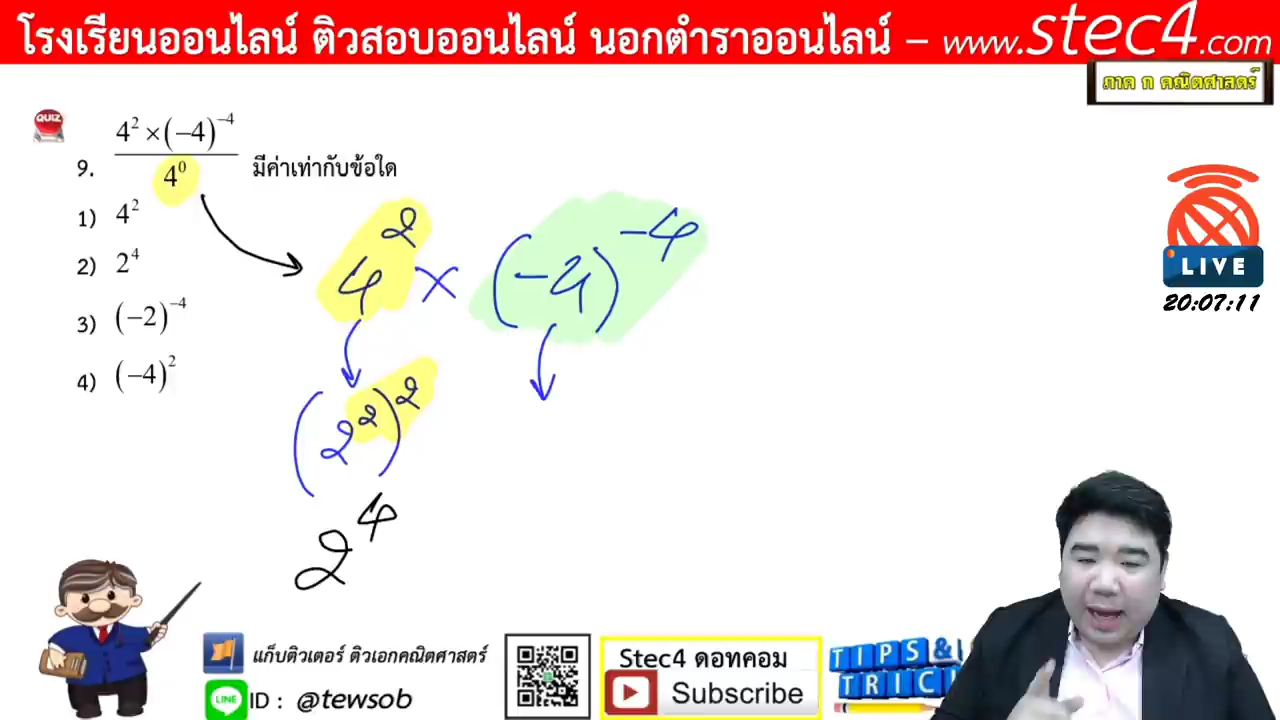 โรงเรียนออนไลน์ ติวสอบออนไลน์ นอกตำราออนไลน์ – www.stec4.com
ภาค ก คณิตศาสตร์
QUIZ
9. 4² × (−4)⁻⁴ / 4⁰ มีค่าเท่ากับข้อใด
1) 4²
2) 2⁴
3) (−2)⁻⁴
4) (−4)²
4² × (−4)⁻⁴
(2²)²
2⁴
LIVE
20:07:11
แก็บติวเตอร์ ติวเอกคณิตศาสตร์
LINE ID : @tewsob
Stec4 ดอทคอม
Subscribe
TIPS &
TRIC